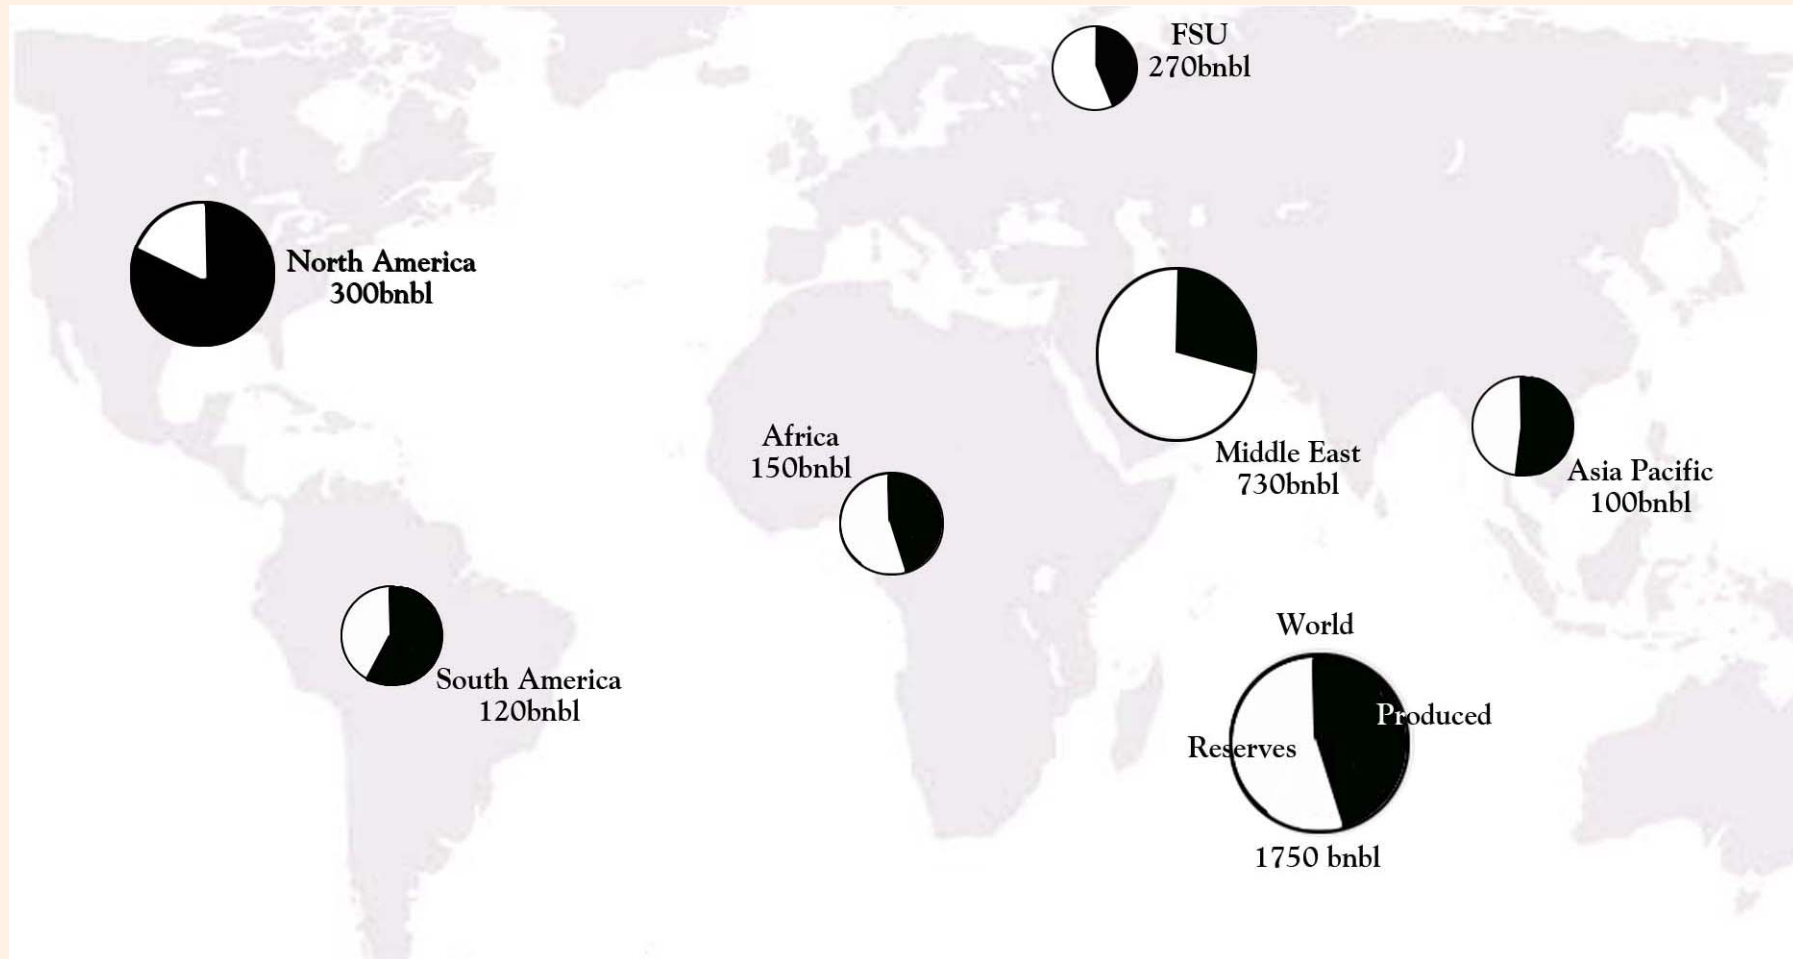 FSU
270bnbl
North America
300bnbl
Africa
150bnbl
Middle East
730bnbl
Asia Pacific
100bnbl
South America
120bnbl
World
Produced
Reserves
1750 bnbl